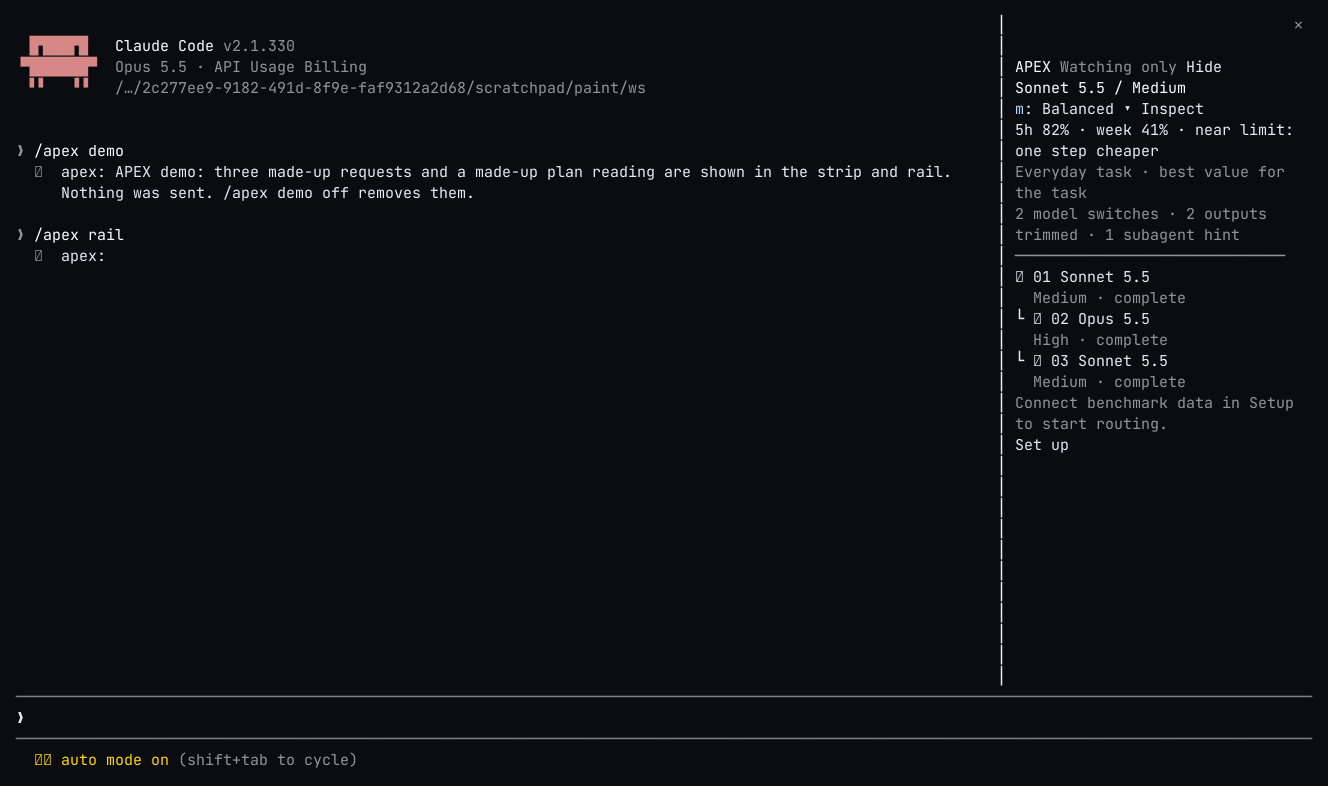 Claude Code v2.1.330
Opus 5.5 · API Usage Billing
/…/2c277ee9-9182-491d-8f9e-faf9312a2d68/scratchpad/paint/ws
❯ /apex demo
apex: APEX demo: three made-up requests and a made-up plan reading are shown in the strip and rail.
Nothing was sent. /apex demo off removes them.
❯ /apex rail
apex:
×
APEX Watching only Hide
Sonnet 5.5 / Medium
m: Balanced ▾ Inspect
5h 82% · week 41% · near limit:
one step cheaper
Everyday task · best value for
the task
2 model switches · 2 outputs
trimmed · 1 subagent hint
01 Sonnet 5.5
Medium · complete
└ 02 Opus 5.5
High · complete
└ 03 Sonnet 5.5
Medium · complete
Connect benchmark data in Setup
to start routing.
Set up
❯
auto mode on (shift+tab to cycle)